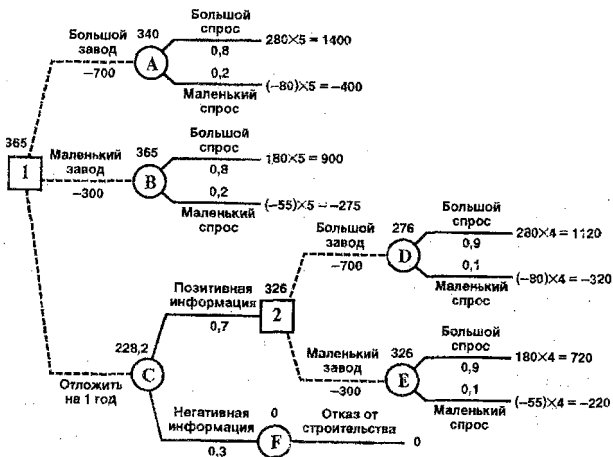 Большой завод
−700
340
A
Большой спрос
0,8
280×5 = 1400
0,2
Маленький спрос
(−80)×5 = −400
365
1
Маленький завод
−300
365
B
Большой спрос
0,8
180×5 = 900
0,2
Маленький спрос
(−55)×5 = −275
Отложить на 1 год
228,2
C
Позитивная информация
0,7
326
2
Большой завод
−700
276
D
Большой спрос
0,9
280×4 = 1120
0,1
Маленький спрос
(−80)×4 = −320
Маленький завод
−300
326
E
Большой спрос
0,9
180×4 = 720
0,1
Маленький спрос
(−55)×4 = −220
Негативная информация
0,3
0
F
Отказ от строительства
0